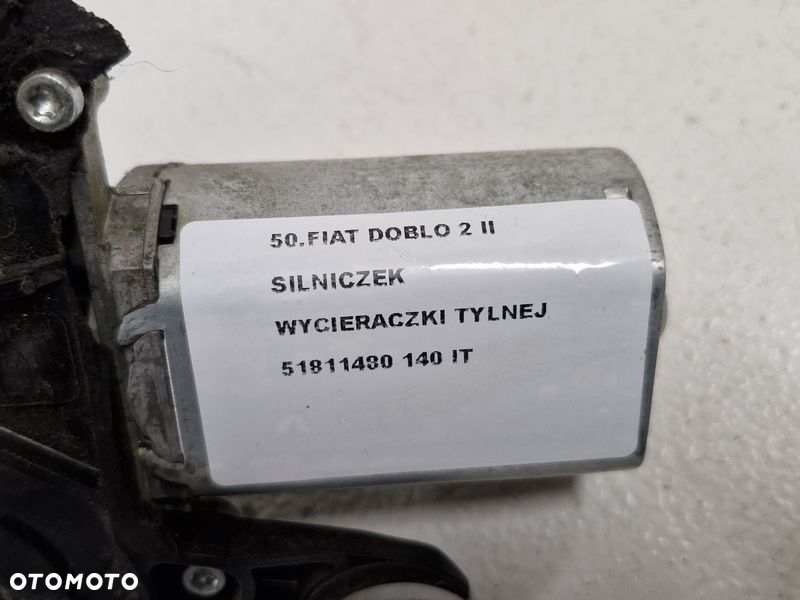 50.FIAT DOBLO 2 II
SILNICZEK
WYCIERACZKI TYLNEJ
51811480 140 IT
OTOMOTO